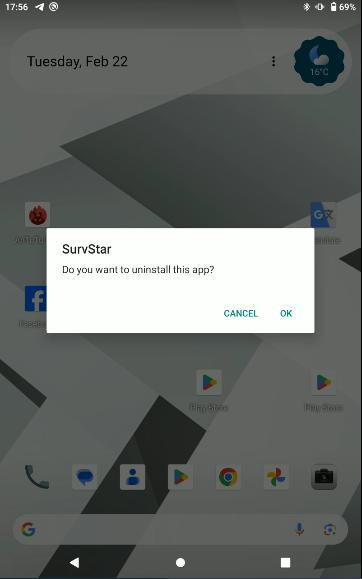 17:56
69%
Tuesday, Feb 22
16°C
SurvStar
Do you want to uninstall this app?
CANCEL
OK
Play Store
Play Store